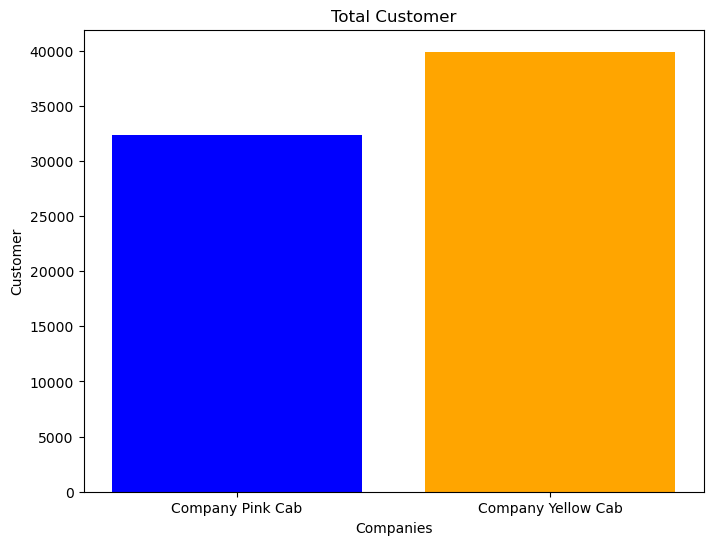 Total Customer
40000
35000
30000
25000
20000
15000
10000
5000
0
Customer
Company Pink Cab
Company Yellow Cab
Companies